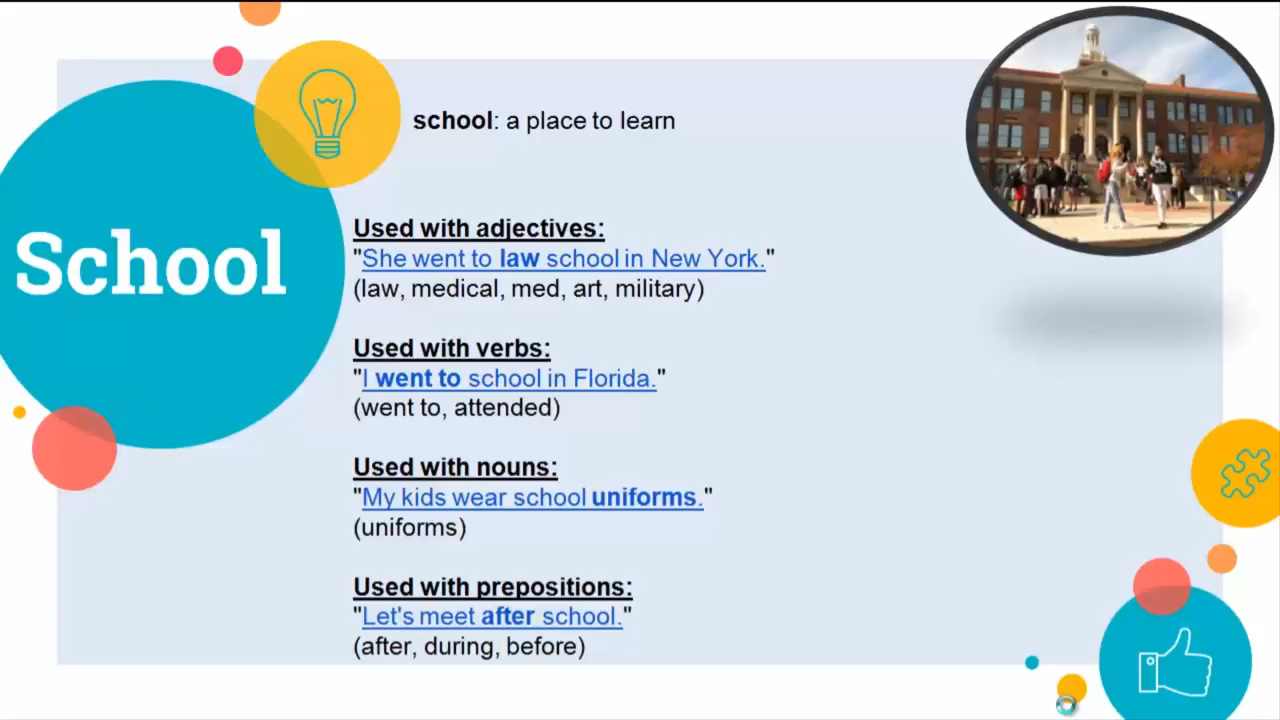 School
school: a place to learn
Used with adjectives:
"She went to law school in New York."
(law, medical, med, art, military)
Used with verbs:
"I went to school in Florida."
(went to, attended)
Used with nouns:
"My kids wear school uniforms."
(uniforms)
Used with prepositions:
"Let's meet after school."
(after, during, before)